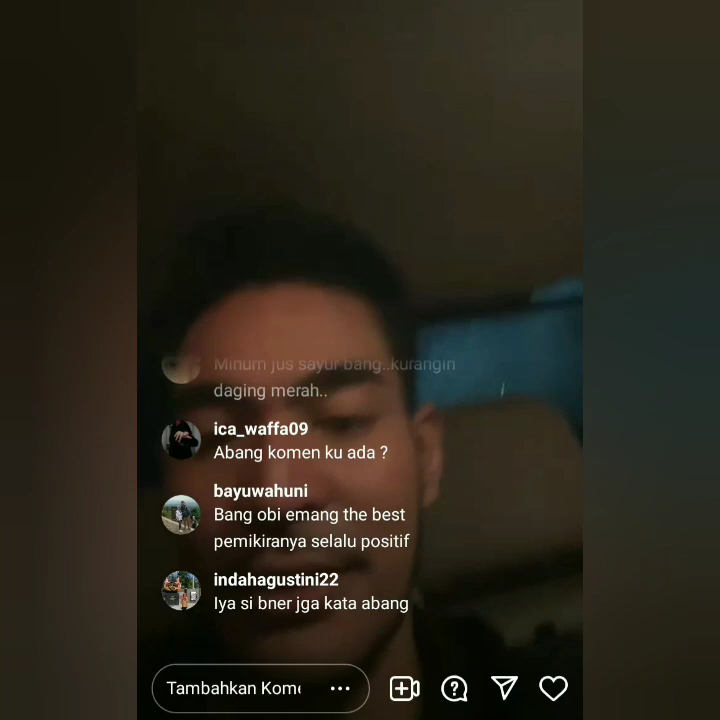 Minum jus sayur bang..kurangin
daging merah..
ica_waffa09
Abang komen ku ada ?
bayuwahuni
Bang obi emang the best
pemikiranya selalu positif
indahagustini22
Iya si bner jga kata abang
Tambahkan Kome